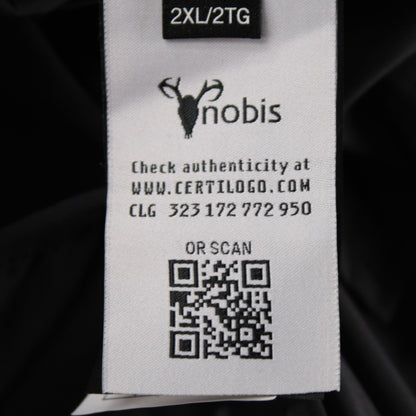 2XL/2TG
nobis
Check authenticity at
WWW.CERTILOGO.COM
CLG 323 172 772 950
OR SCAN